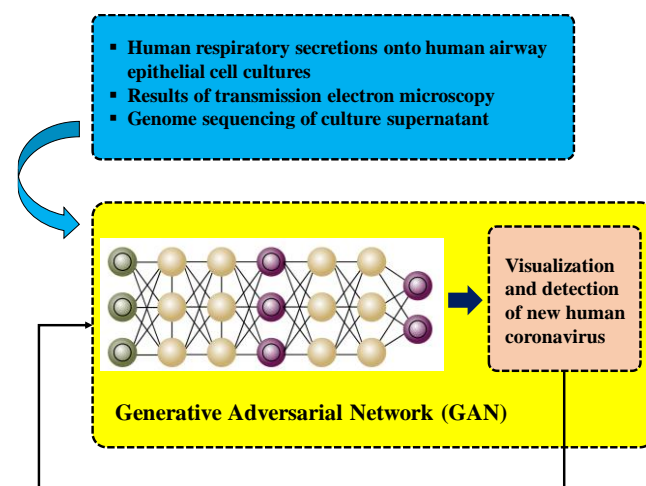 ▪ Human respiratory secretions onto human airway
epithelial cell cultures
▪ Results of transmission electron microscopy
▪ Genome sequencing of culture supernatant
Visualization
and detection
of new human
coronavirus
Generative Adversarial Network (GAN)